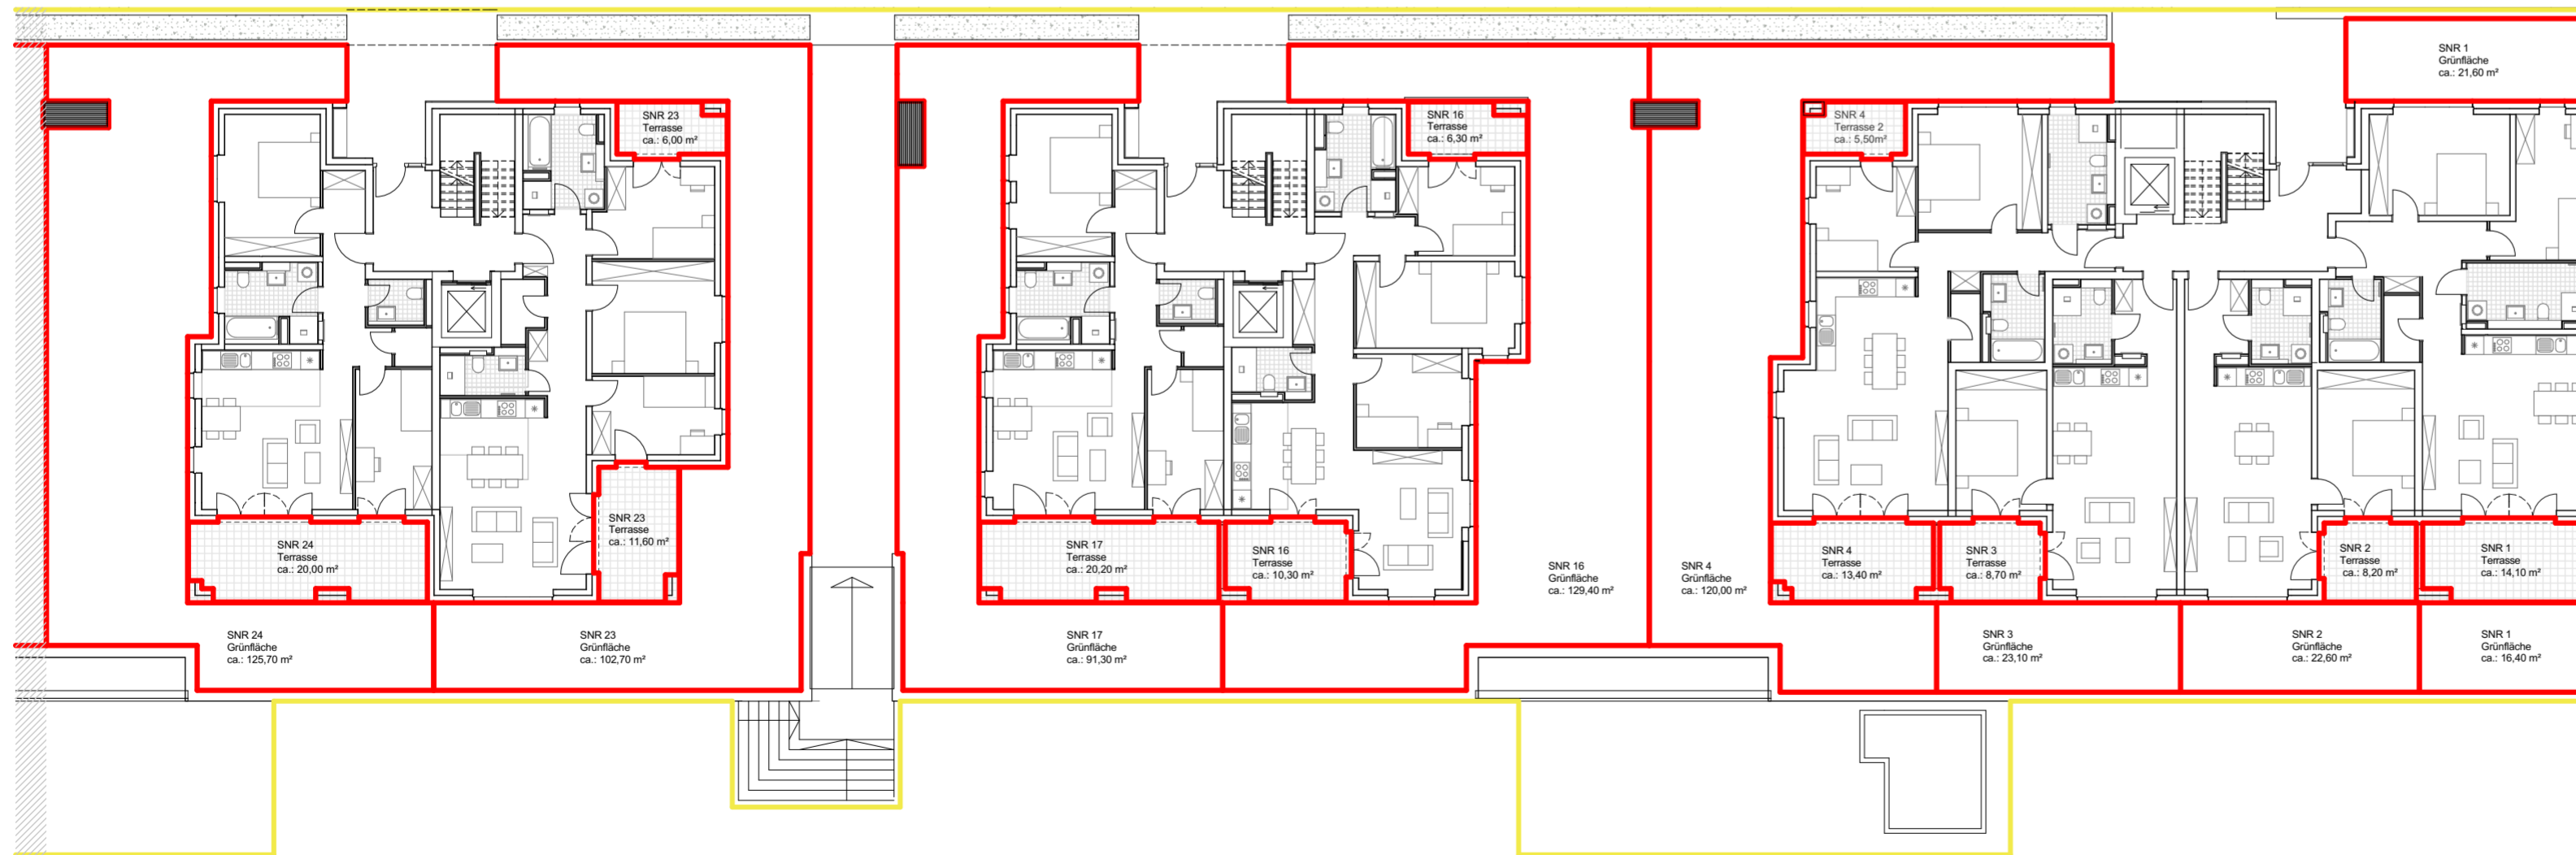 SNR 1
Grünfläche
ca.: 21,60 m²
SNR 23
Terrasse
ca.: 6,00 m²
SNR 16
Terrasse
ca.: 6,30 m²
SNR 4
Terrasse 2
ca.: 5,50m²
SNR 24
Terrasse
ca.: 20,00 m²
SNR 23
Terrasse
ca.: 11,60 m²
SNR 17
Terrasse
ca.: 20,20 m²
SNR 16
Terrasse
ca.: 10,30 m²
SNR 16
Grünfläche
ca.: 129,40 m²
SNR 4
Grünfläche
ca.: 120,00 m²
SNR 4
Terrasse
ca.: 13,40 m²
SNR 3
Terrasse
ca.: 8,70 m²
SNR 2
Terrasse
ca.: 8,20 m²
SNR 1
Terrasse
ca.: 14,10 m²
SNR 24
Grünfläche
ca.: 125,70 m²
SNR 23
Grünfläche
ca.: 102,70 m²
SNR 17
Grünfläche
ca.: 91,30 m²
SNR 3
Grünfläche
ca.: 23,10 m²
SNR 2
Grünfläche
ca.: 22,60 m²
SNR 1
Grünfläche
ca.: 16,40 m²